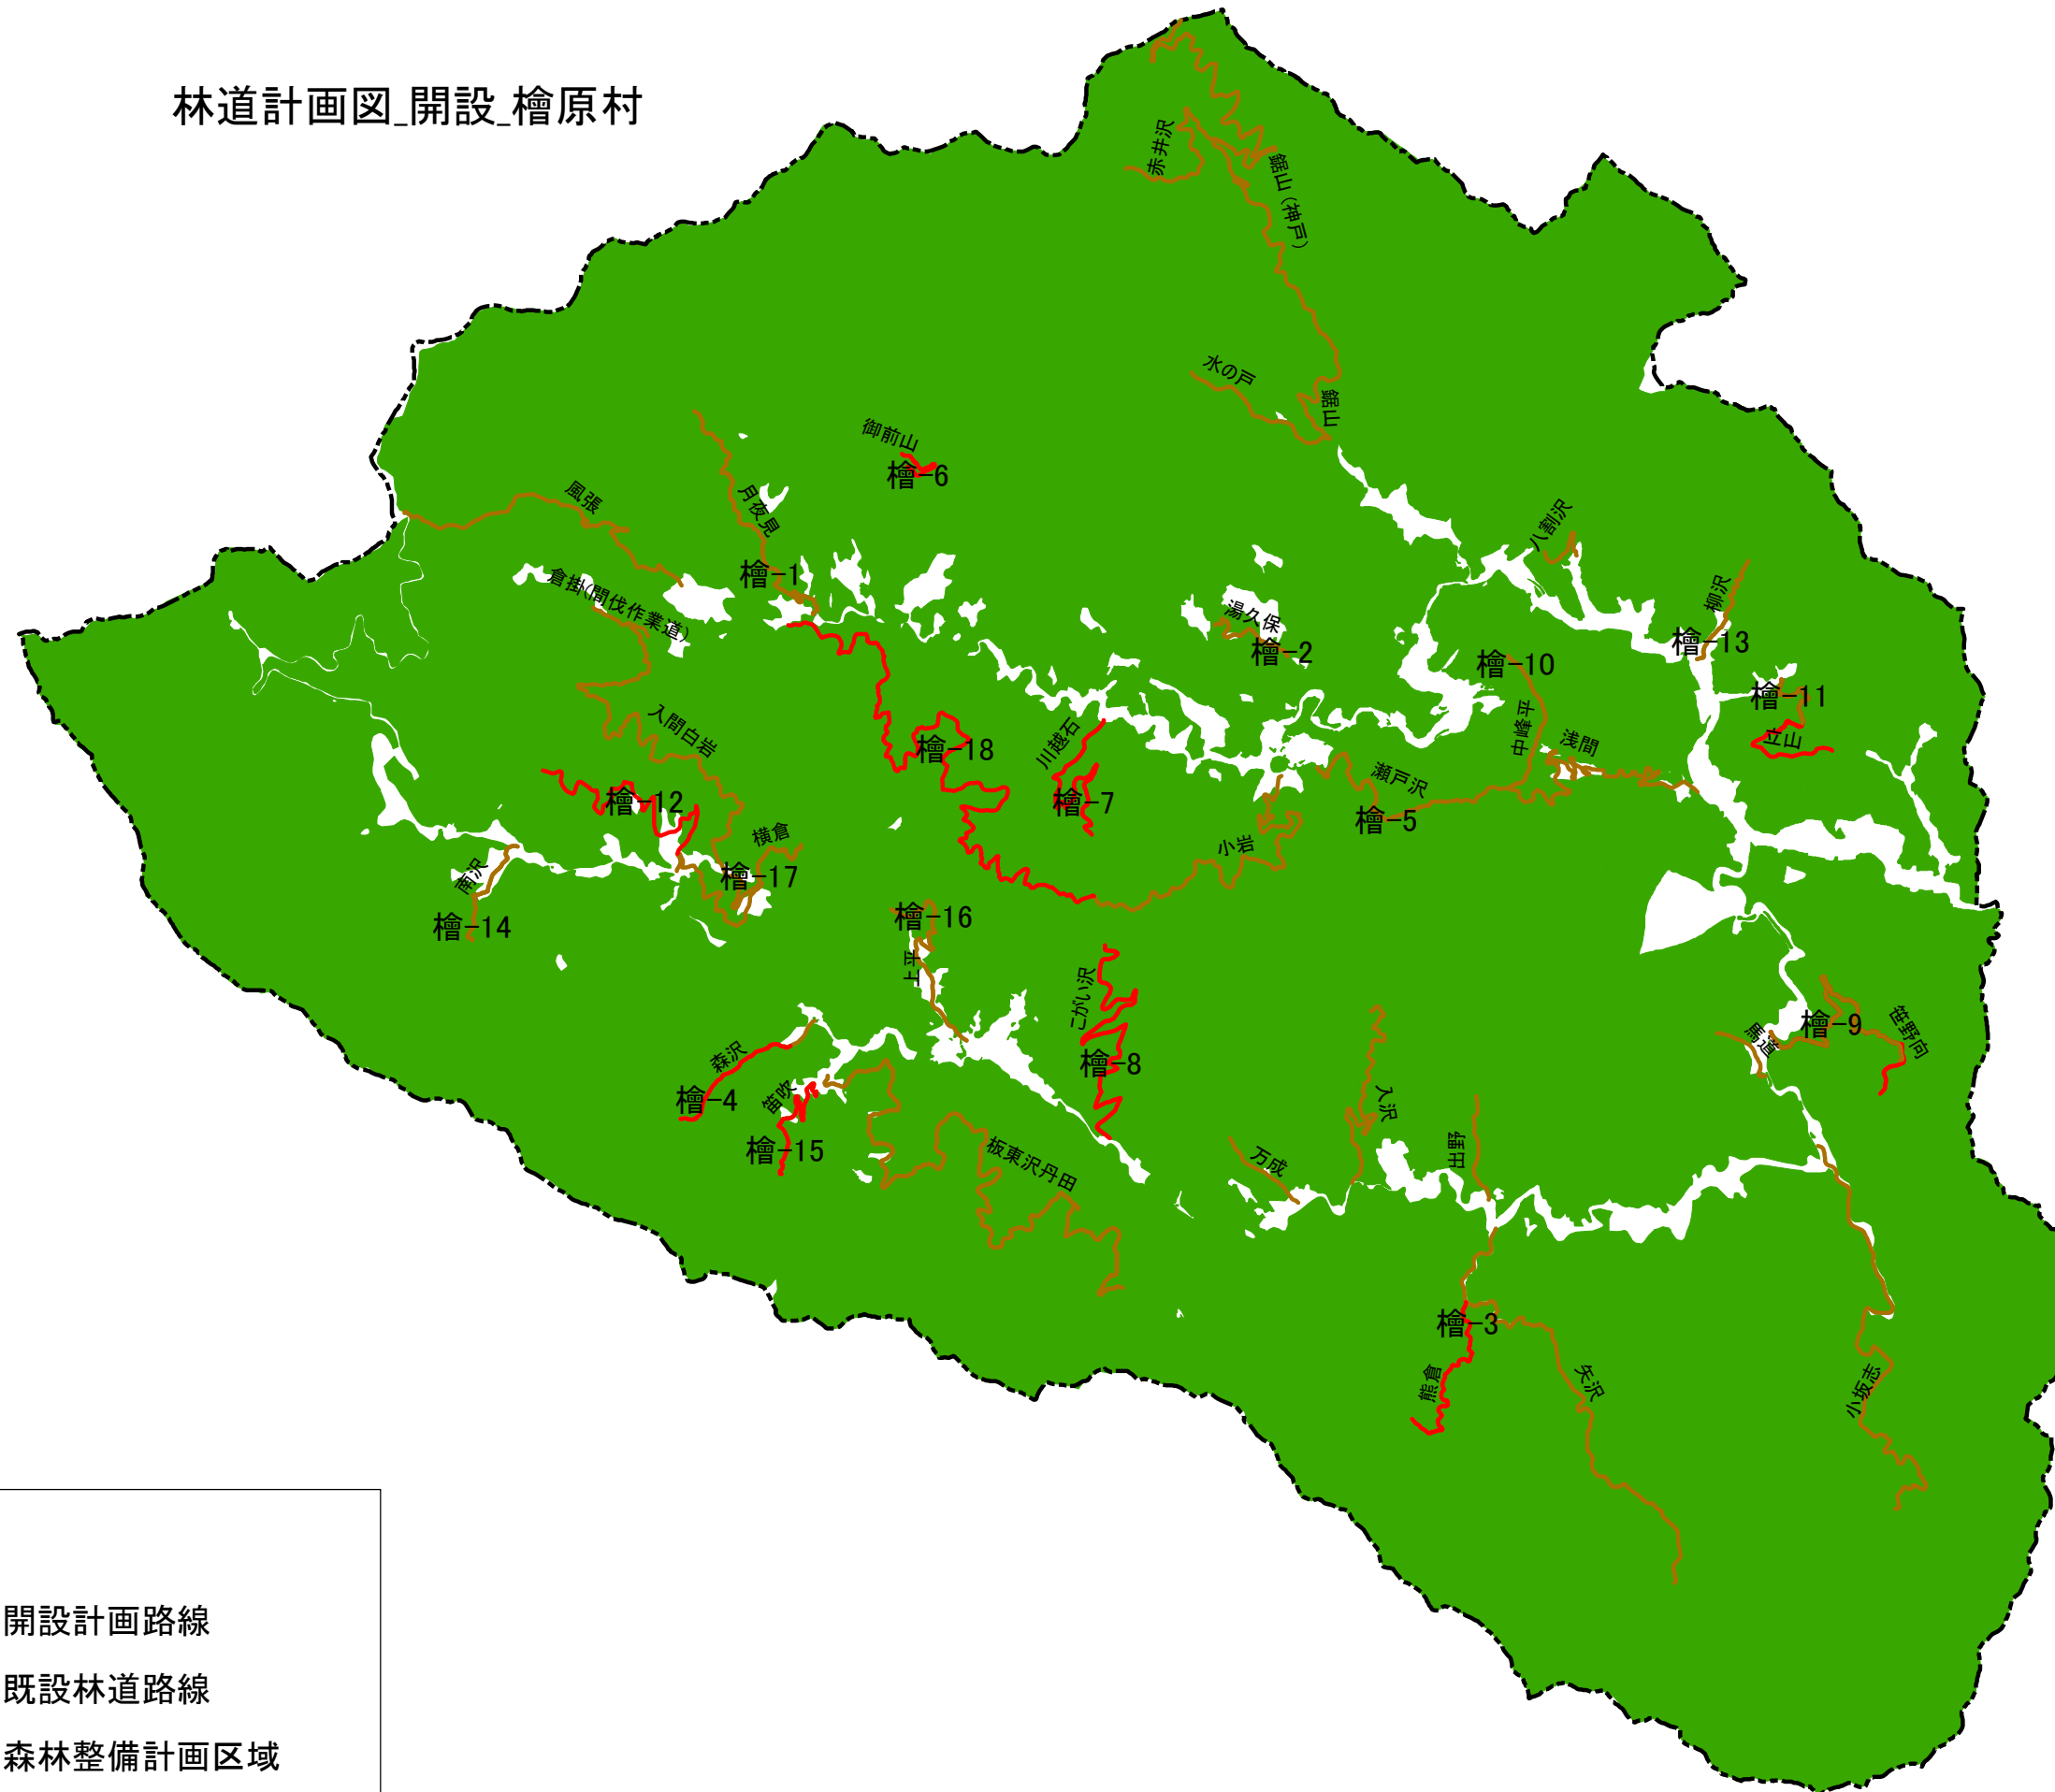 林道計画図_開設_檜原村
赤井沢
鋸山（神戸）
水の戸
鋸山
御前山
檜-6
月夜見
風張
八割沢
檜-1
倉掛(間伐作業道)
柳沢
湯久保
檜-2
檜-13
檜-10
檜-11
入間白岩
川越石
中峰平
浅間
立山
檜-18
瀬戸沢
檜-12
檜-7
檜-5
横倉
小岩
南沢
檜-17
檜-14
檜-16
上平
こがい沢
笹野向
檜-9
馬道
森沢
檜-8
檜-4
笛吹
入沢
檜-15
板東沢丹田
万成
出野
檜-3
熊倉
矢沢
小坂志
開設計画路線
既設林道路線
森林整備計画区域